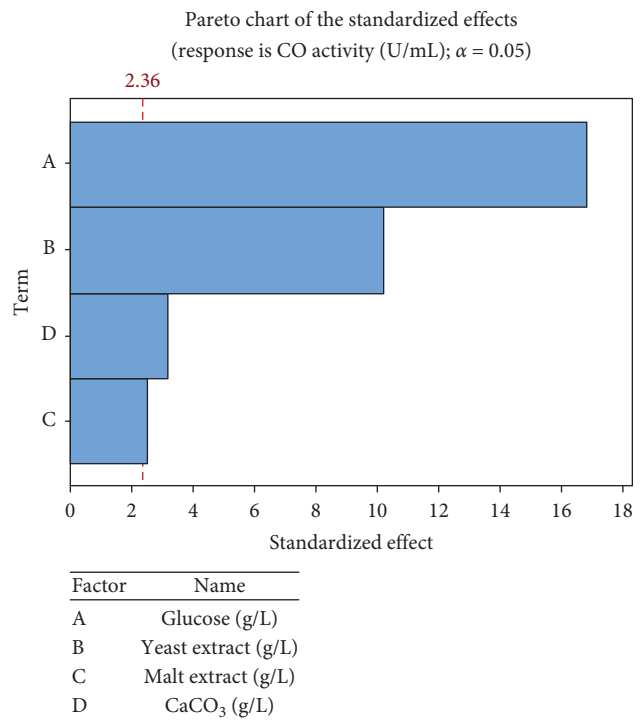 Pareto chart of the standardized effects
(response is CO activity (U/mL); α = 0.05)
2.36
A
B
D
C
Term
0 2 4 6 8 10 12 14 16 18
Standardized effect
Factor Name
A Glucose (g/L)
B Yeast extract (g/L)
C Malt extract (g/L)
D CaCO₃ (g/L)